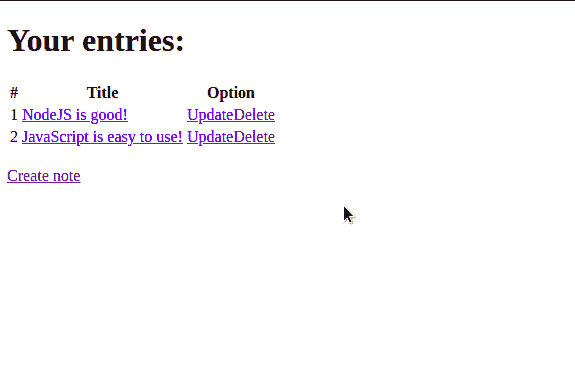 Your entries:
# Title Option
1 NodeJS is good! UpdateDelete
2 JavaScript is easy to use! UpdateDelete
Create note